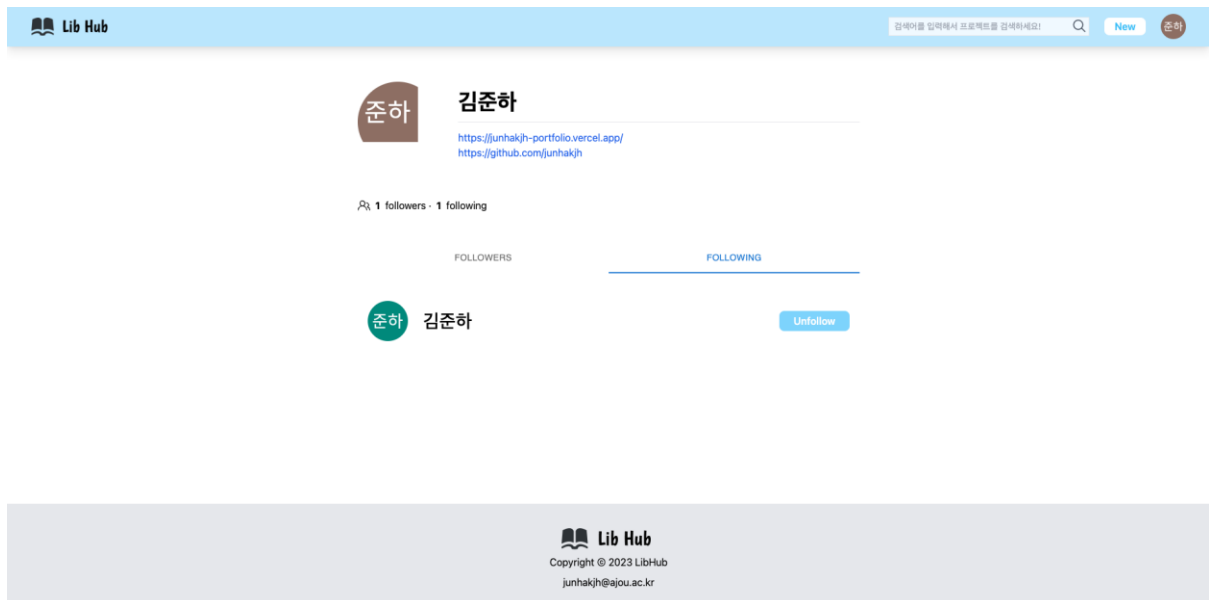 Lib Hub
검색어를 입력해서 프로젝트를 검색하세요!
New
준하
준하
김준하
https://junhakjh-portfolio.vercel.app/
https://github.com/junhakjh
1 followers · 1 following
FOLLOWERS
FOLLOWING
준하
김준하
Unfollow
Lib Hub
Copyright © 2023 LibHub
junhakjh@ajou.ac.kr